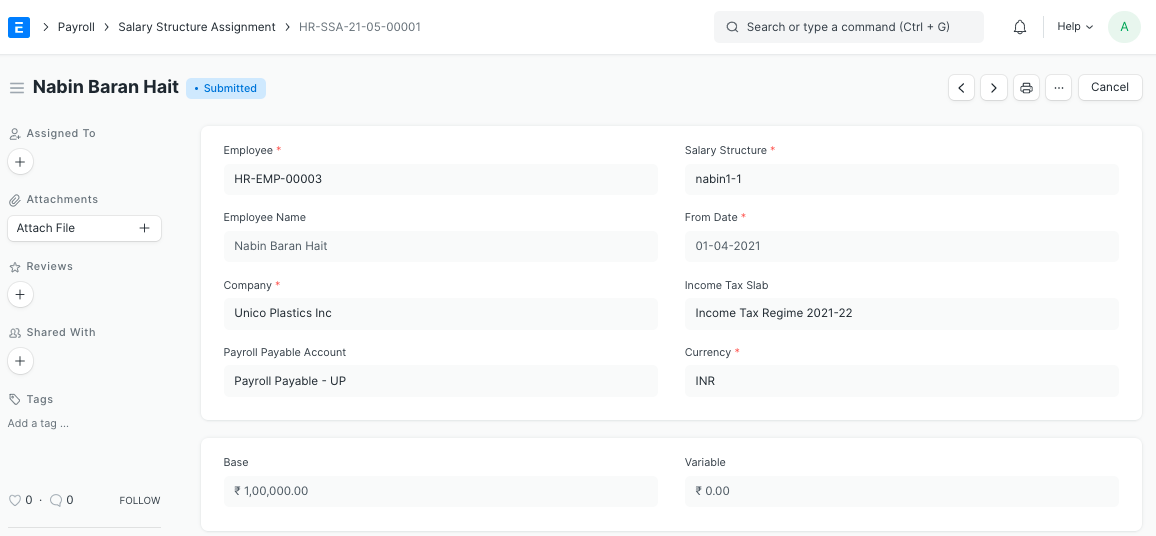 E Payroll Salary Structure Assignment HR-SSA-21-05-00001 Search or type a command (Ctrl + G) Help A
Nabin Baran Hait • Submitted ... Cancel
Assigned To
+
Attachments
Attach File +
Reviews
+
Shared With
+
Tags
Add a tag ...
0 · 0 FOLLOW
Employee *
HR-EMP-00003
Salary Structure *
nabin1-1
Employee Name
Nabin Baran Hait
From Date *
01-04-2021
Company *
Unico Plastics Inc
Income Tax Slab
Income Tax Regime 2021-22
Payroll Payable Account
Payroll Payable - UP
Currency *
INR
Base
₹ 1,00,000.00
Variable
₹ 0.00